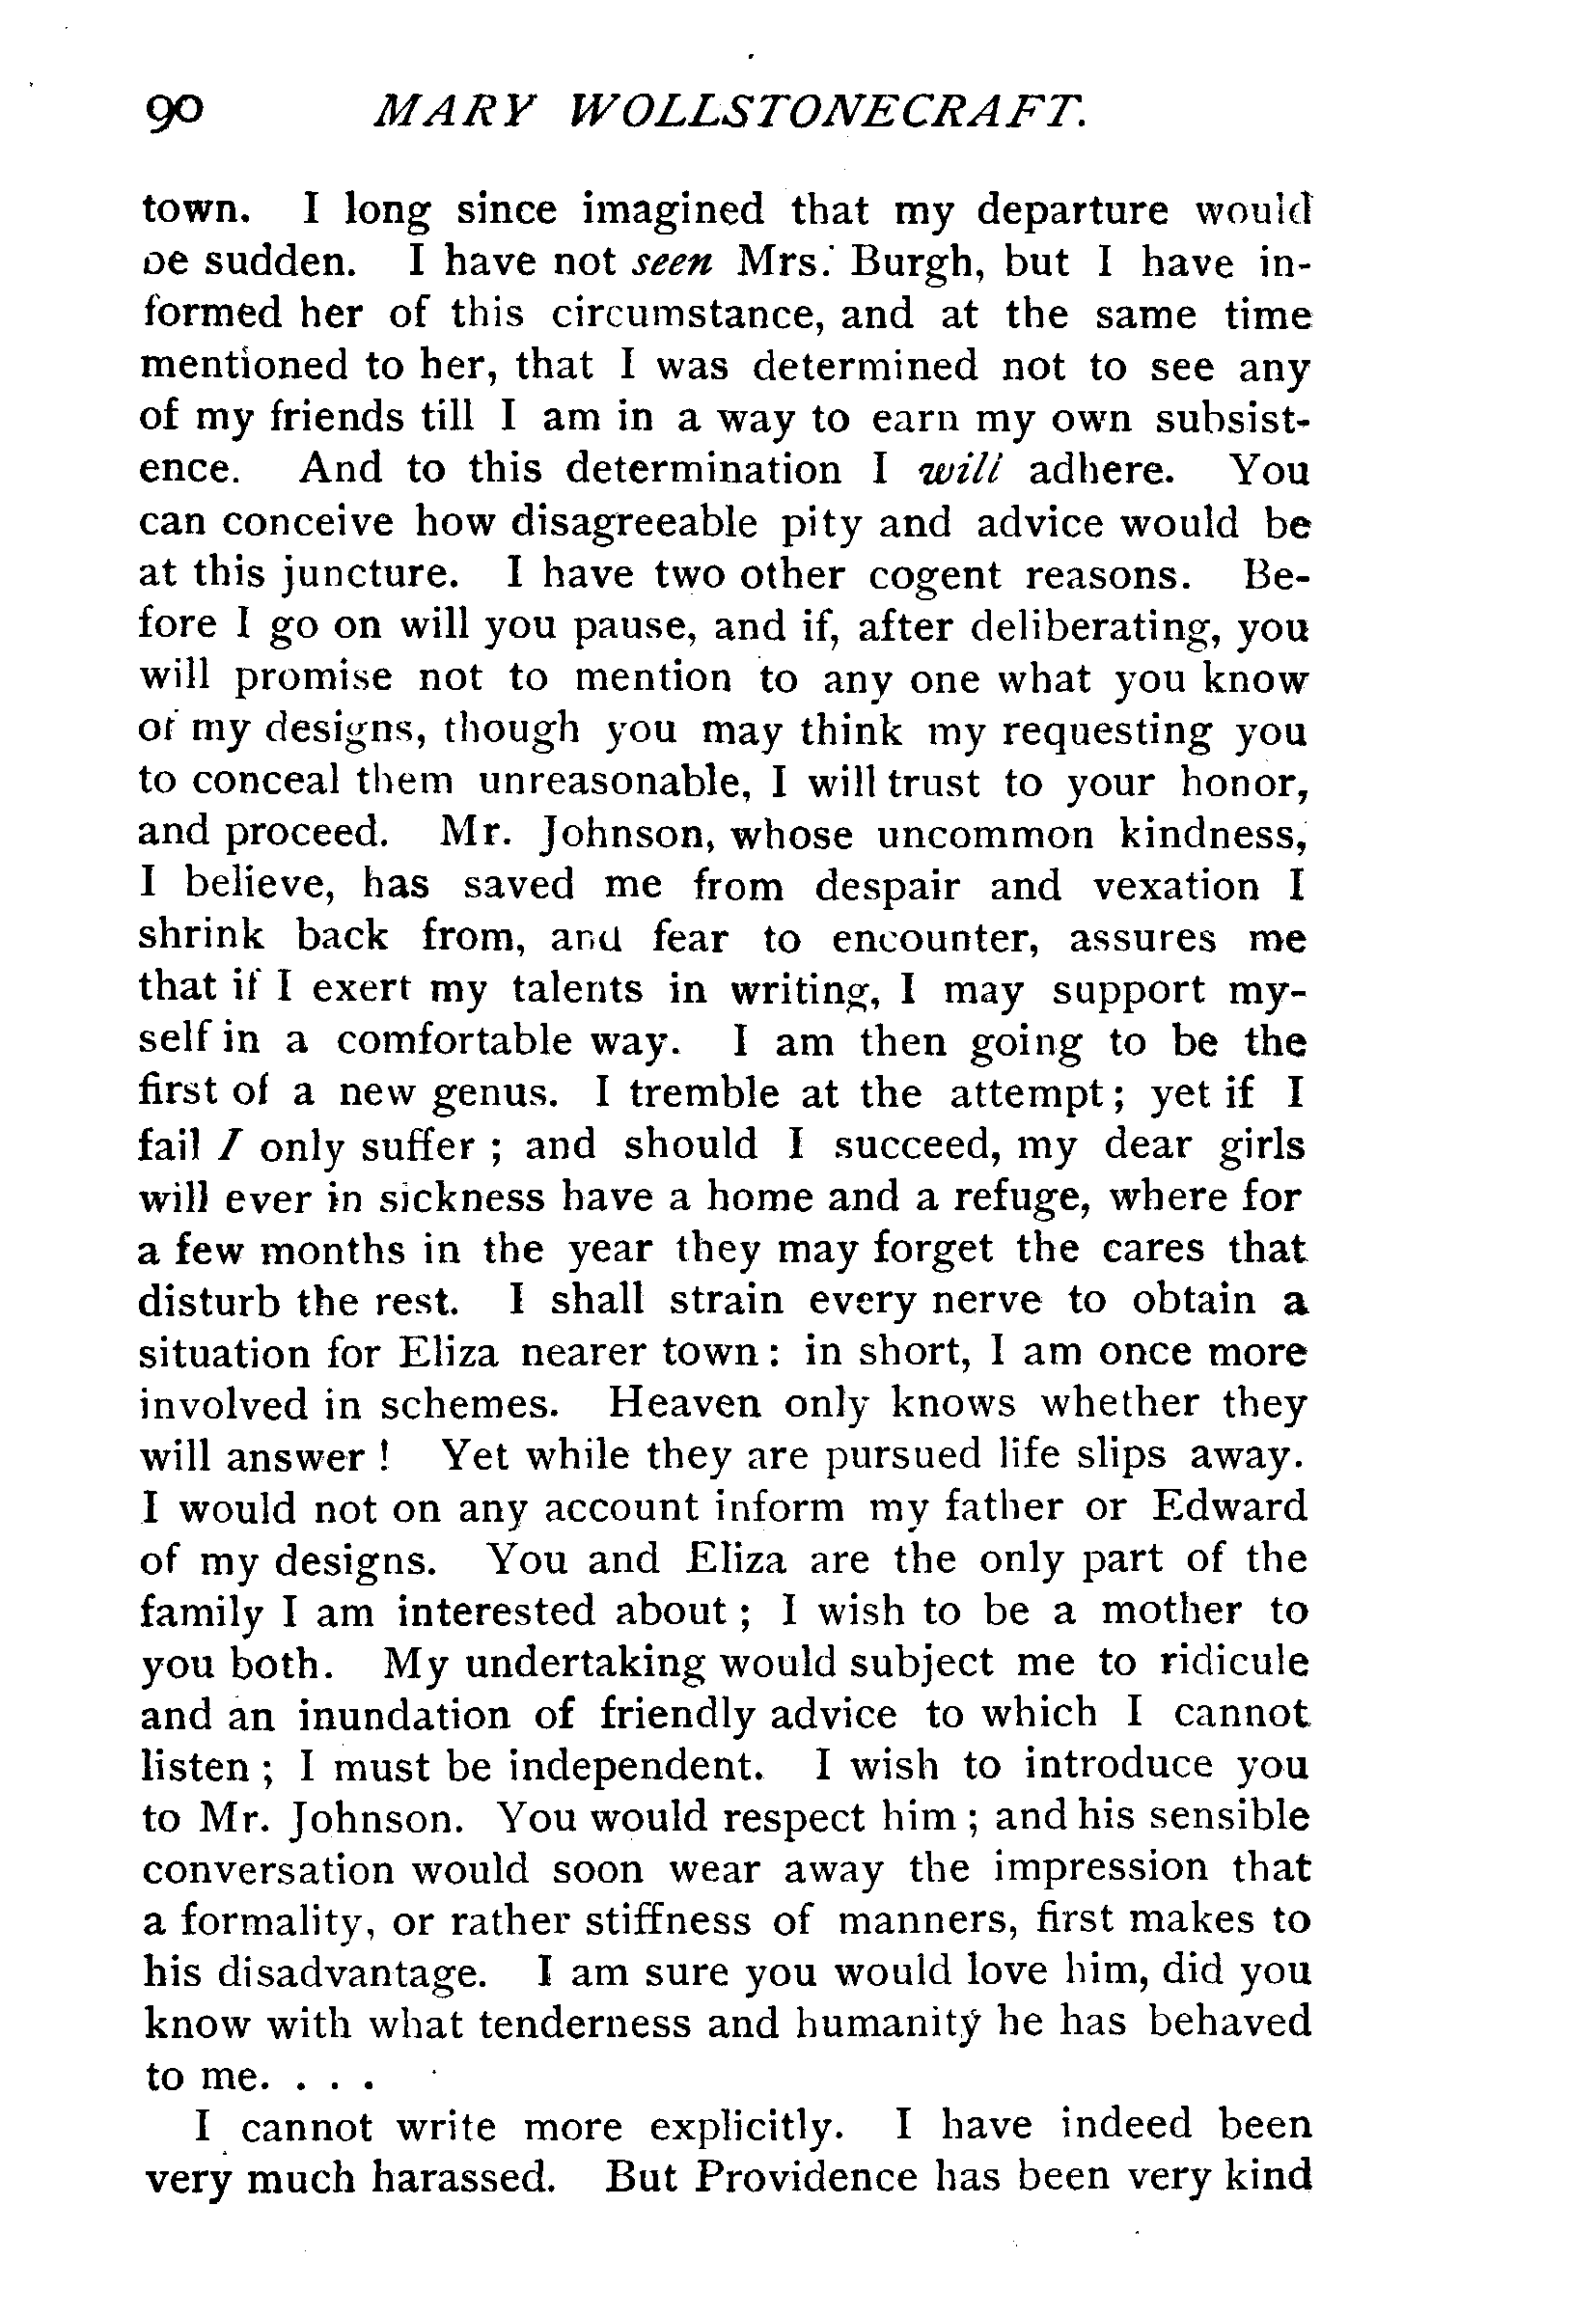 90 MARY WOLLSTONECRAFT.
town. I long since imagined that my departure would
be sudden. I have not seen Mrs. Burgh, but I have in-
formed her of this circumstance, and at the same time
mentioned to her, that I was determined not to see any
of my friends till I am in a way to earn my own subsist-
ence. And to this determination I will adhere. You
can conceive how disagreeable pity and advice would be
at this juncture. I have two other cogent reasons. Be-
fore I go on will you pause, and if, after deliberating, you
will promise not to mention to any one what you know
of my designs, though you may think my requesting you
to conceal them unreasonable, I will trust to your honor,
and proceed. Mr. Johnson, whose uncommon kindness,
I believe, has saved me from despair and vexation I
shrink back from, and fear to encounter, assures me
that if I exert my talents in writing, I may support my-
self in a comfortable way. I am then going to be the
first of a new genus. I tremble at the attempt; yet if I
fail I only suffer ; and should I succeed, my dear girls
will ever in sickness have a home and a refuge, where for
a few months in the year they may forget the cares that
disturb the rest. I shall strain every nerve to obtain a
situation for Eliza nearer town: in short, I am once more
involved in schemes. Heaven only knows whether they
will answer ! Yet while they are pursued life slips away.
I would not on any account inform my father or Edward
of my designs. You and Eliza are the only part of the
family I am interested about ; I wish to be a mother to
you both. My undertaking would subject me to ridicule
and an inundation of friendly advice to which I cannot
listen ; I must be independent. I wish to introduce you
to Mr. Johnson. You would respect him ; and his sensible
conversation would soon wear away the impression that
a formality, or rather stiffness of manners, first makes to
his disadvantage. I am sure you would love him, did you
know with what tenderness and humanity he has behaved
to me. . . .
I cannot write more explicitly. I have indeed been
very much harassed. But Providence has been very kind